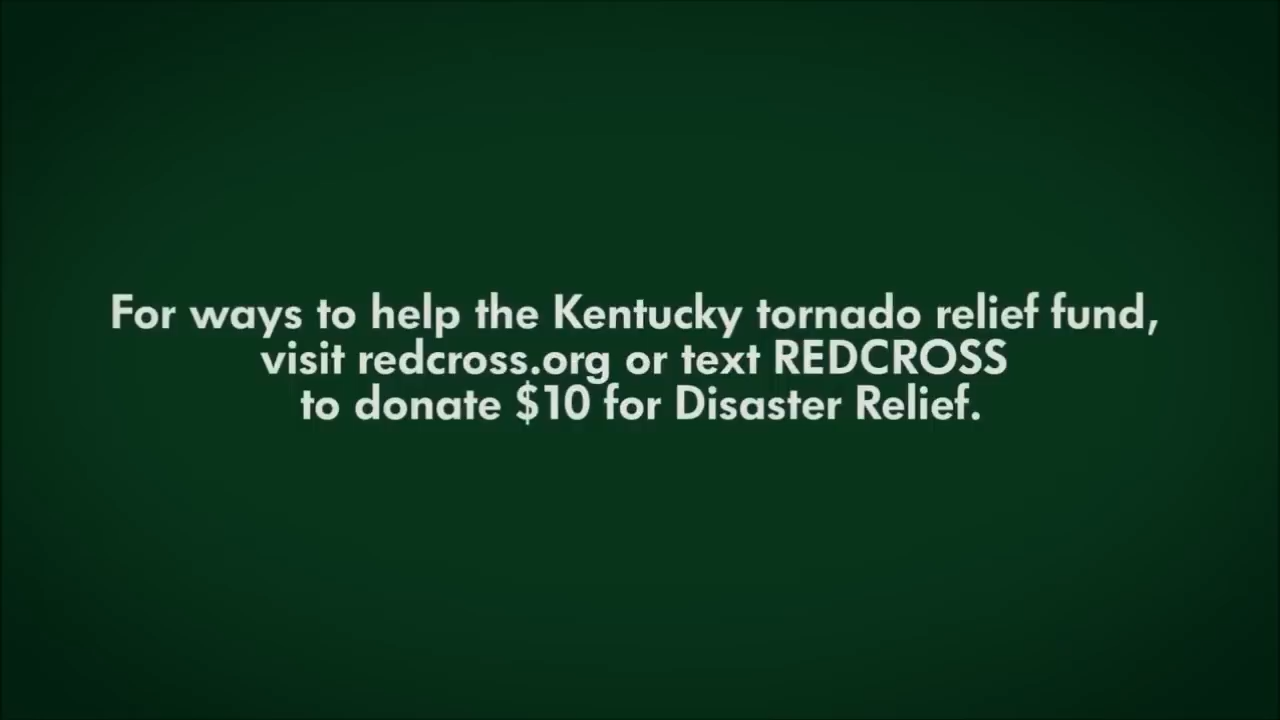 For ways to help the Kentucky tornado relief fund,
visit redcross.org or text REDCROSS
to donate $10 for Disaster Relief.